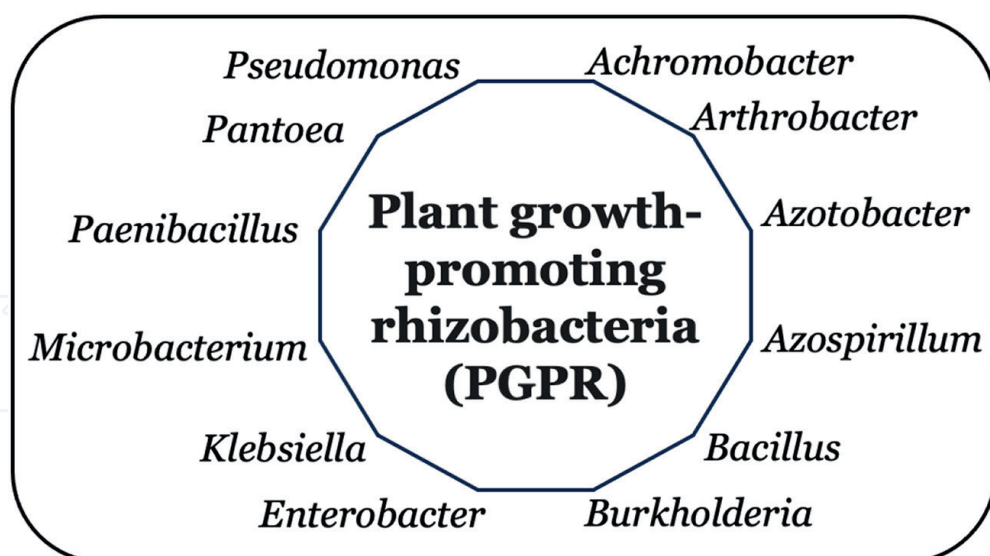 Pseudomonas
Achromobacter
Pantoea
Arthrobacter
Paenibacillus
Azotobacter
Plant growth-
promoting
rhizobacteria
(PGPR)
Microbacterium
Azospirillum
Klebsiella
Bacillus
Enterobacter
Burkholderia